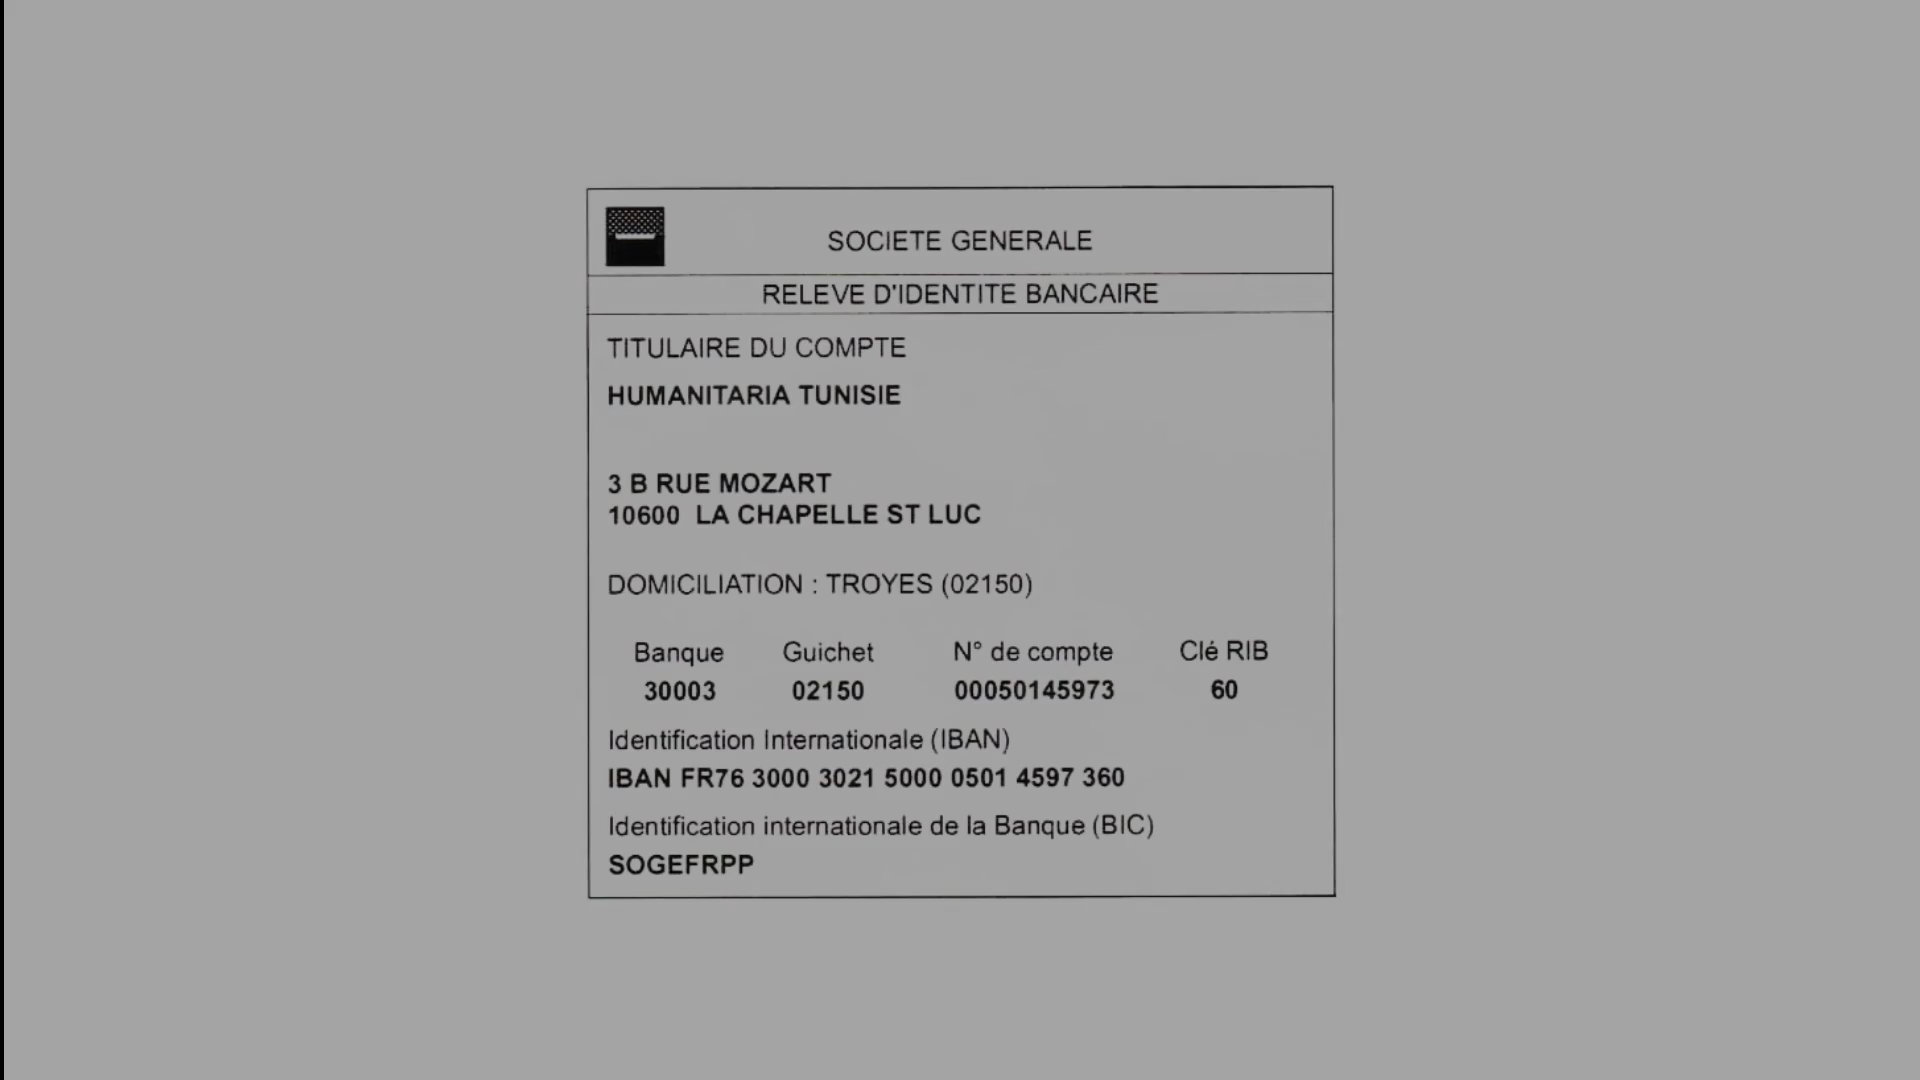 SOCIETE GENERALE
RELEVE D'IDENTITE BANCAIRE
TITULAIRE DU COMPTE
HUMANITARIA TUNISIE
3 B RUE MOZART
10600 LA CHAPELLE ST LUC
DOMICILIATION : TROYES (02150)
Banque Guichet N° de compte Clé RIB
30003 02150 00050145973 60
Identification Internationale (IBAN)
IBAN FR76 3000 3021 5000 0501 4597 360
Identification internationale de la Banque (BIC)
SOGEFRPP